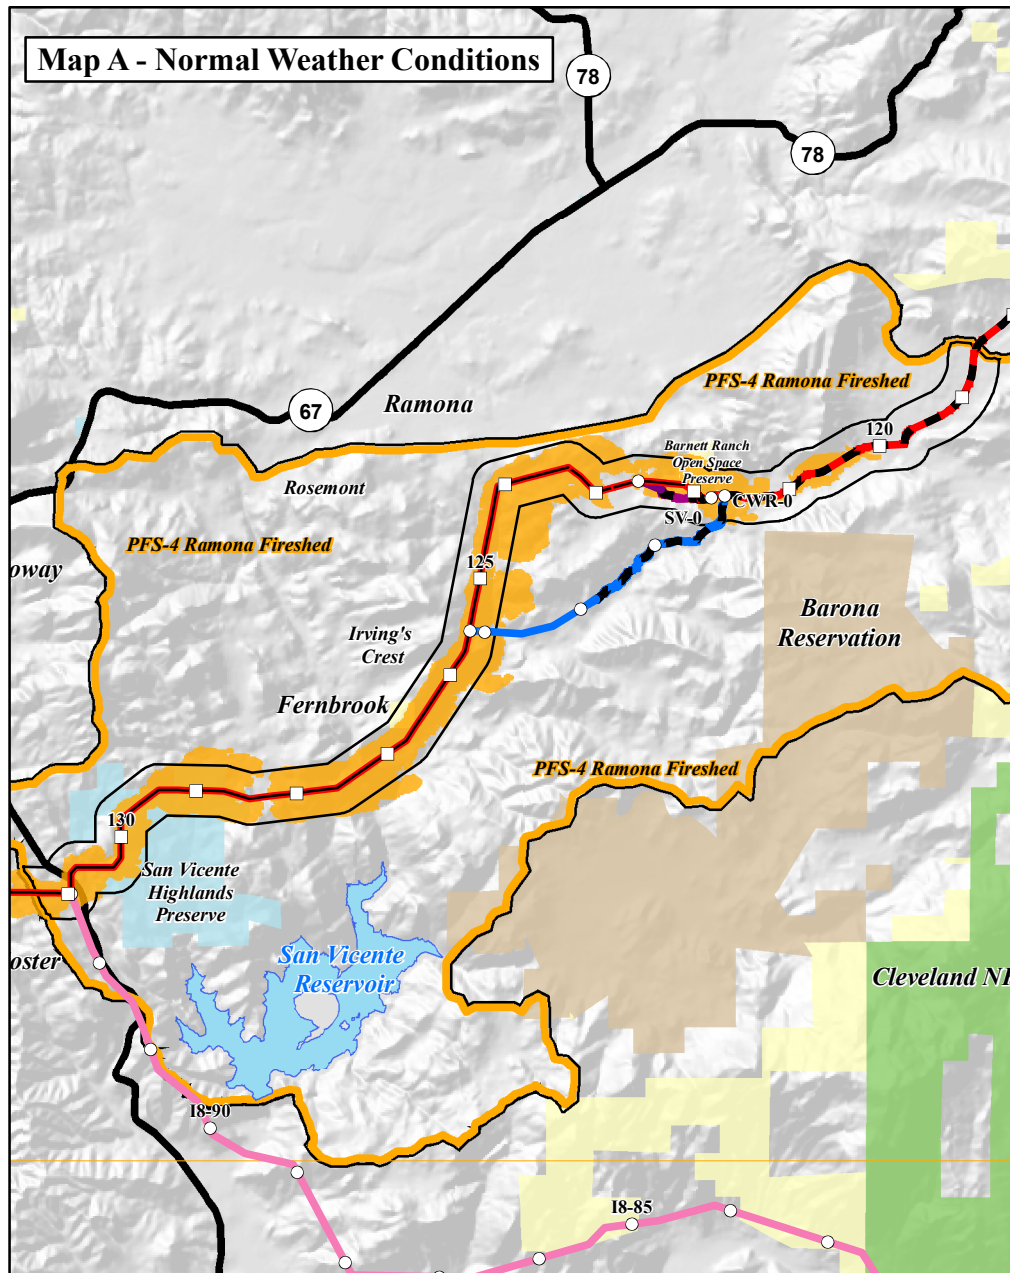 Map A - Normal Weather Conditions
78
78
PFS-4 Ramona Fireshed
67
Ramona
120
Barnett Ranch
Open Space
Preserve
Rosemont
CWR-0
SV-0
PFS-4 Ramona Fireshed
oway
125
Barona
Reservation
Irving's
Crest
Fernbrook
PFS-4 Ramona Fireshed
130
San Vicente
Highlands
Preserve
oster
San Vicente
Reservoir
Cleveland NF
I8-90
I8-85